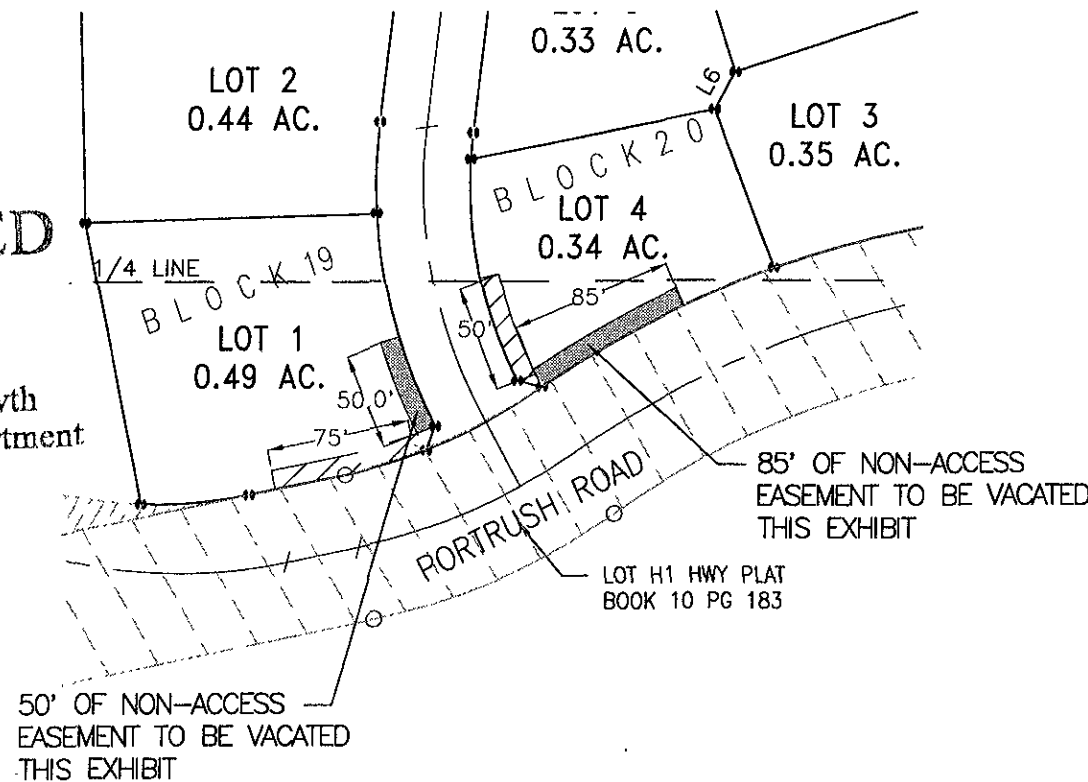 0.33 AC.
LOT 2
0.44 AC.
L6
LOT 3
0.35 AC.
BLOCK 20
LOT 4
0.34 AC.
1/4 LINE
BLOCK 19
LOT 1
0.49 AC.
85'
50'
50.0'
75'
PORTRUSH ROAD
85' OF NON-ACCESS
EASEMENT TO BE VACATED
THIS EXHIBIT
LOT H1 HWY PLAT
BOOK 10 PG 183
50' OF NON-ACCESS
EASEMENT TO BE VACATED
THIS EXHIBIT